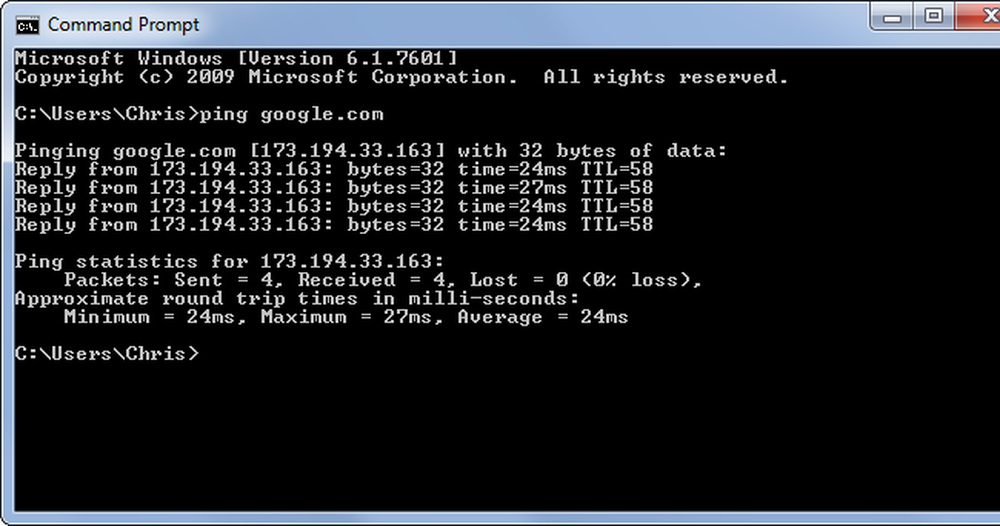 Command Prompt
Microsoft Windows [Version 6.1.7601]
Copyright (c) 2009 Microsoft Corporation.  All rights reserved.
C:\Users\Chris>ping google.com
Pinging google.com [173.194.33.163] with 32 bytes of data:
Reply from 173.194.33.163: bytes=32 time=24ms TTL=58
Reply from 173.194.33.163: bytes=32 time=27ms TTL=58
Reply from 173.194.33.163: bytes=32 time=24ms TTL=58
Reply from 173.194.33.163: bytes=32 time=24ms TTL=58
Ping statistics for 173.194.33.163:
    Packets: Sent = 4, Received = 4, Lost = 0 (0% loss),
Approximate round trip times in milli-seconds:
    Minimum = 24ms, Maximum = 27ms, Average = 24ms
C:\Users\Chris>